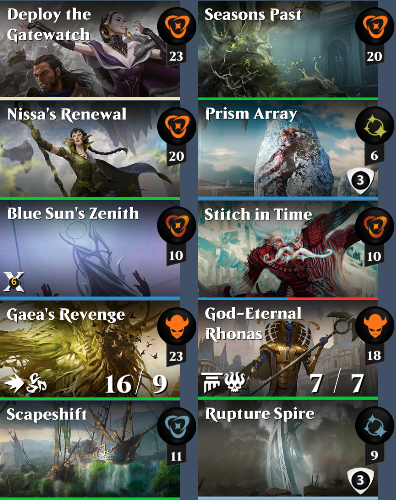 Deploy the
Gatewatch
23
Seasons Past
20
Nissa's Renewal
20
Prism Array
6
3
Blue Sun's Zenith
10
X
6
Stitch in Time
10
Gaea's Revenge
23
16 / 9
God-Eternal
Rhonas
18
7 / 7
Scapeshift
11
Rupture Spire
9
3